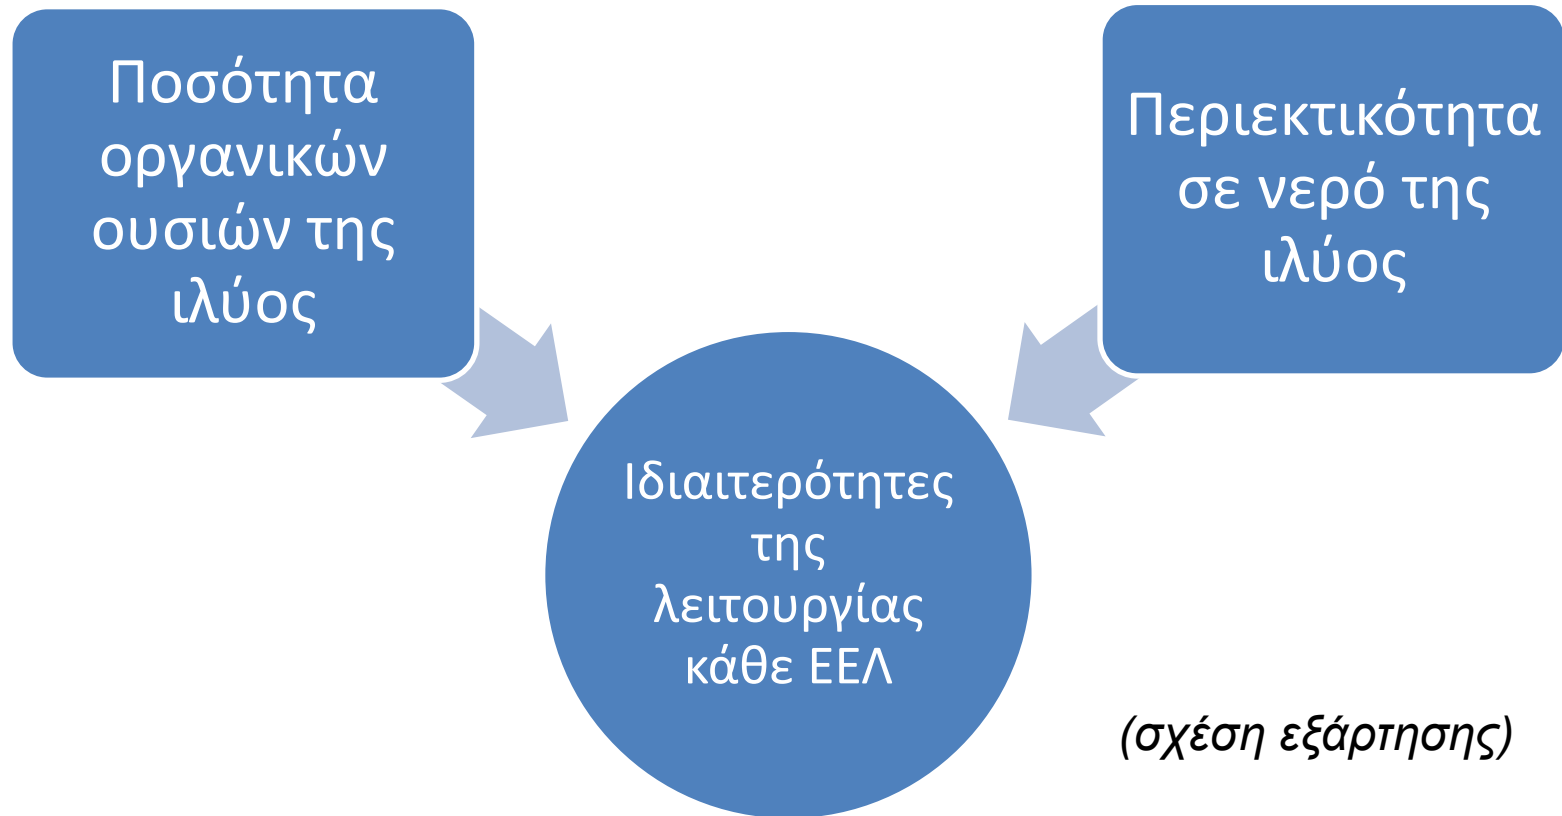 Ποσότητα
οργανικών
ουσιών της
ιλύος
Περιεκτικότητα
σε νερό της
ιλύος
Ιδιαιτερότητες
της
λειτουργίας
κάθε ΕΕΛ
(σχέση εξάρτησης)